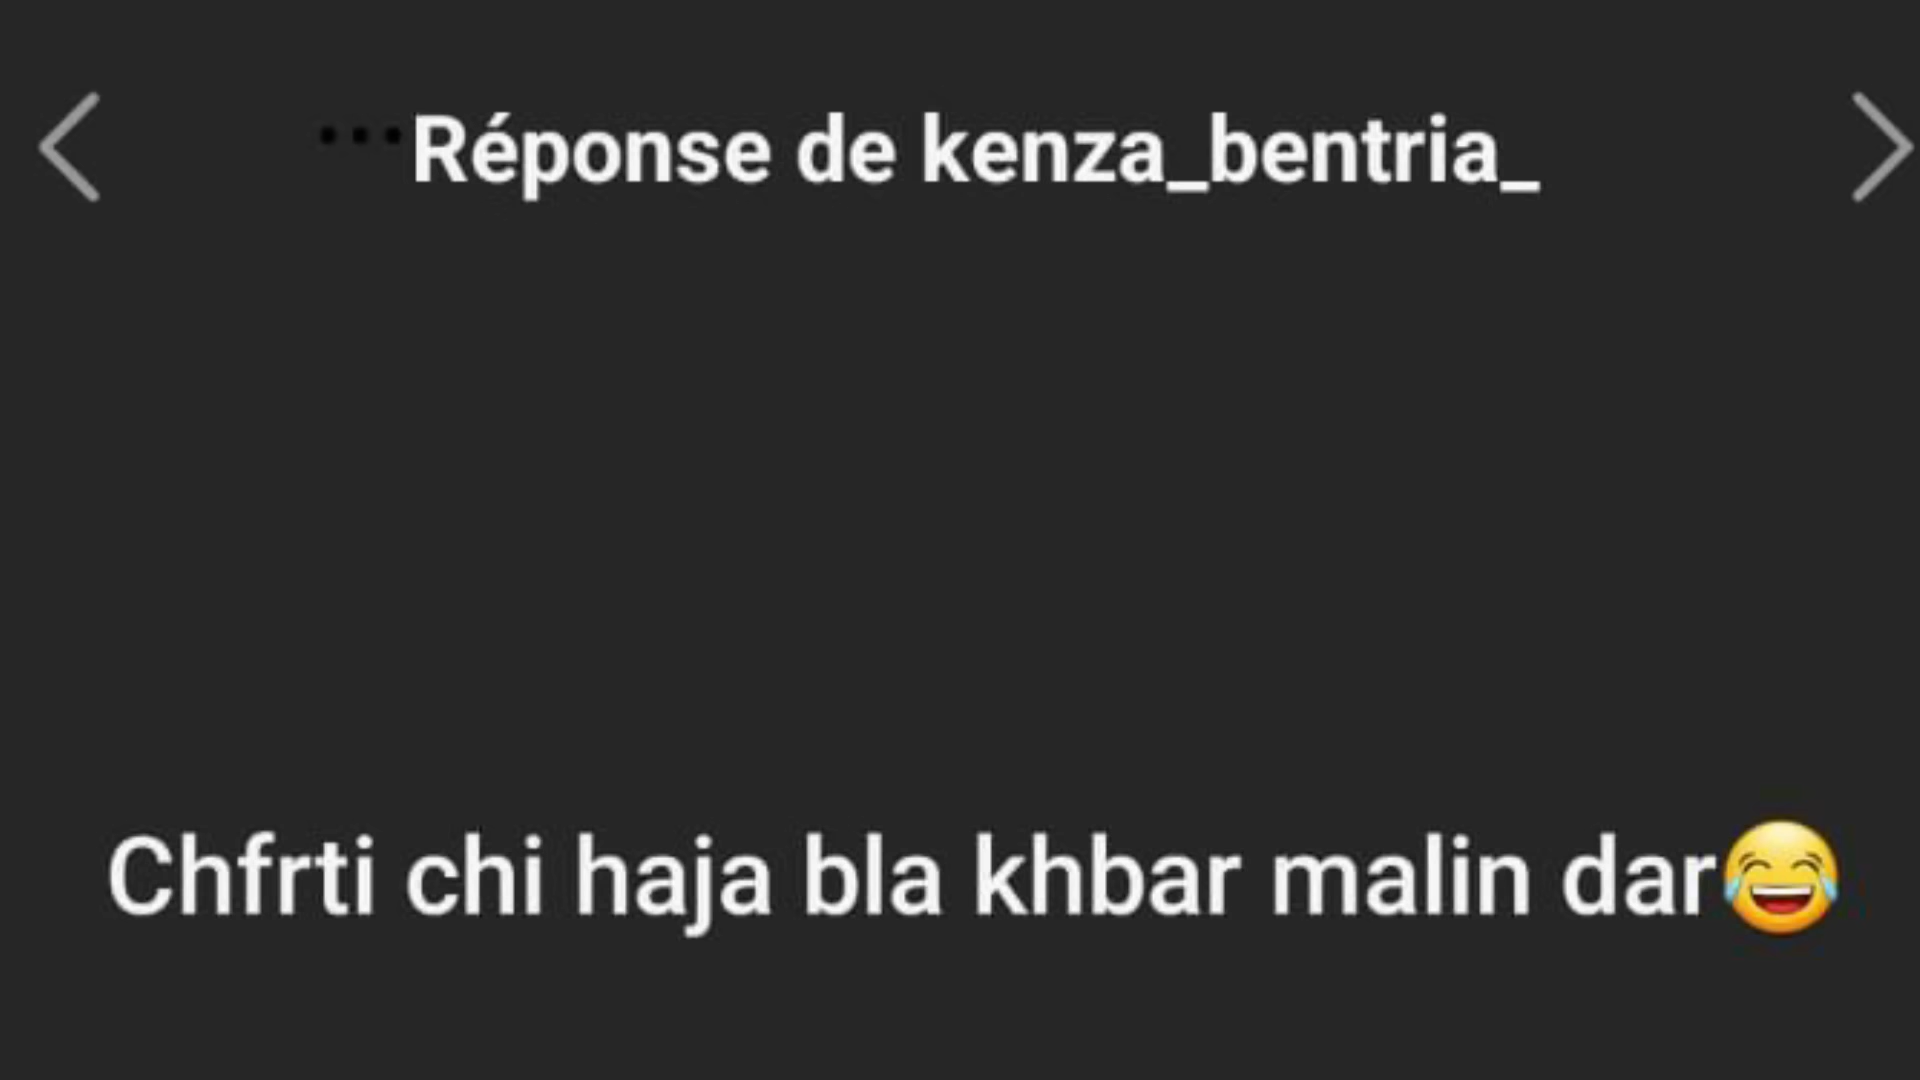 Réponse de kenza_bentria_
Chfrti chi haja bla khbar malin dar😂